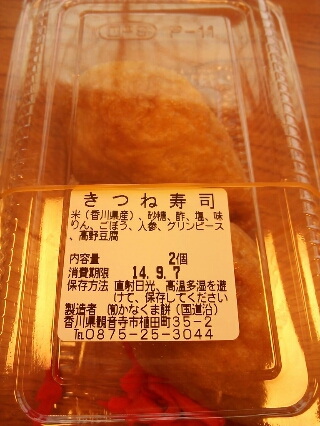 きつね寿司
米(香川県産)、砂糖、酢、塩、味
りん、ごぼう、人参、グリンピース
、高野豆腐
内容量 2個
消費期限 14.9.7
保存方法 直射日光、高温多湿を避
けて、保存してください
製造者 ㈲かなくま餅(国道沿)
香川県観音寺市植田町35-2
℡0875-25-3044